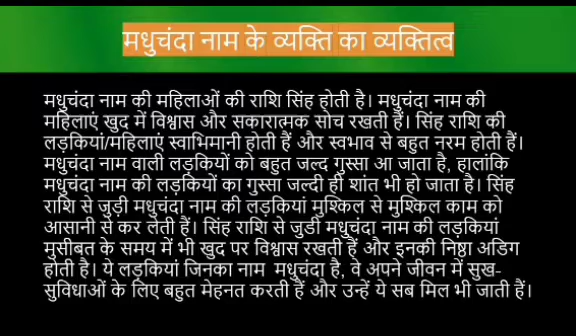 मधुचंदा नाम के व्यक्ति का व्यक्तित्व
मधुचंदा नाम की महिलाओं की राशि सिंह होती है। मधुचंदा नाम की
महिलाएं खुद में विश्वास और सकारात्मक सोच रखती हैं। सिंह राशि की
लड़कियां/महिलाएं स्वाभिमानी होती हैं और स्वभाव से बहुत नरम होती हैं।
मधुचंदा नाम वाली लड़कियों को बहुत जल्द गुस्सा आ जाता है, हालांकि
मधुचंदा नाम की लड़कियों का गुस्सा जल्दी ही शांत भी हो जाता है। सिंह
राशि से जुड़ी मधुचंदा नाम की लड़कियां मुश्किल से मुश्किल काम को
आसानी से कर लेती हैं। सिंह राशि से जुडी मधुचंदा नाम की लड़कियां
मुसीबत के समय में भी खुद पर विश्वास रखती हैं और इनकी निष्ठा अडिग
होती है। ये लड़कियां जिनका नाम मधुचंदा है, वे अपने जीवन में सुख-
सुविधाओं के लिए बहुत मेहनत करती हैं और उन्हें ये सब मिल भी जाती हैं।